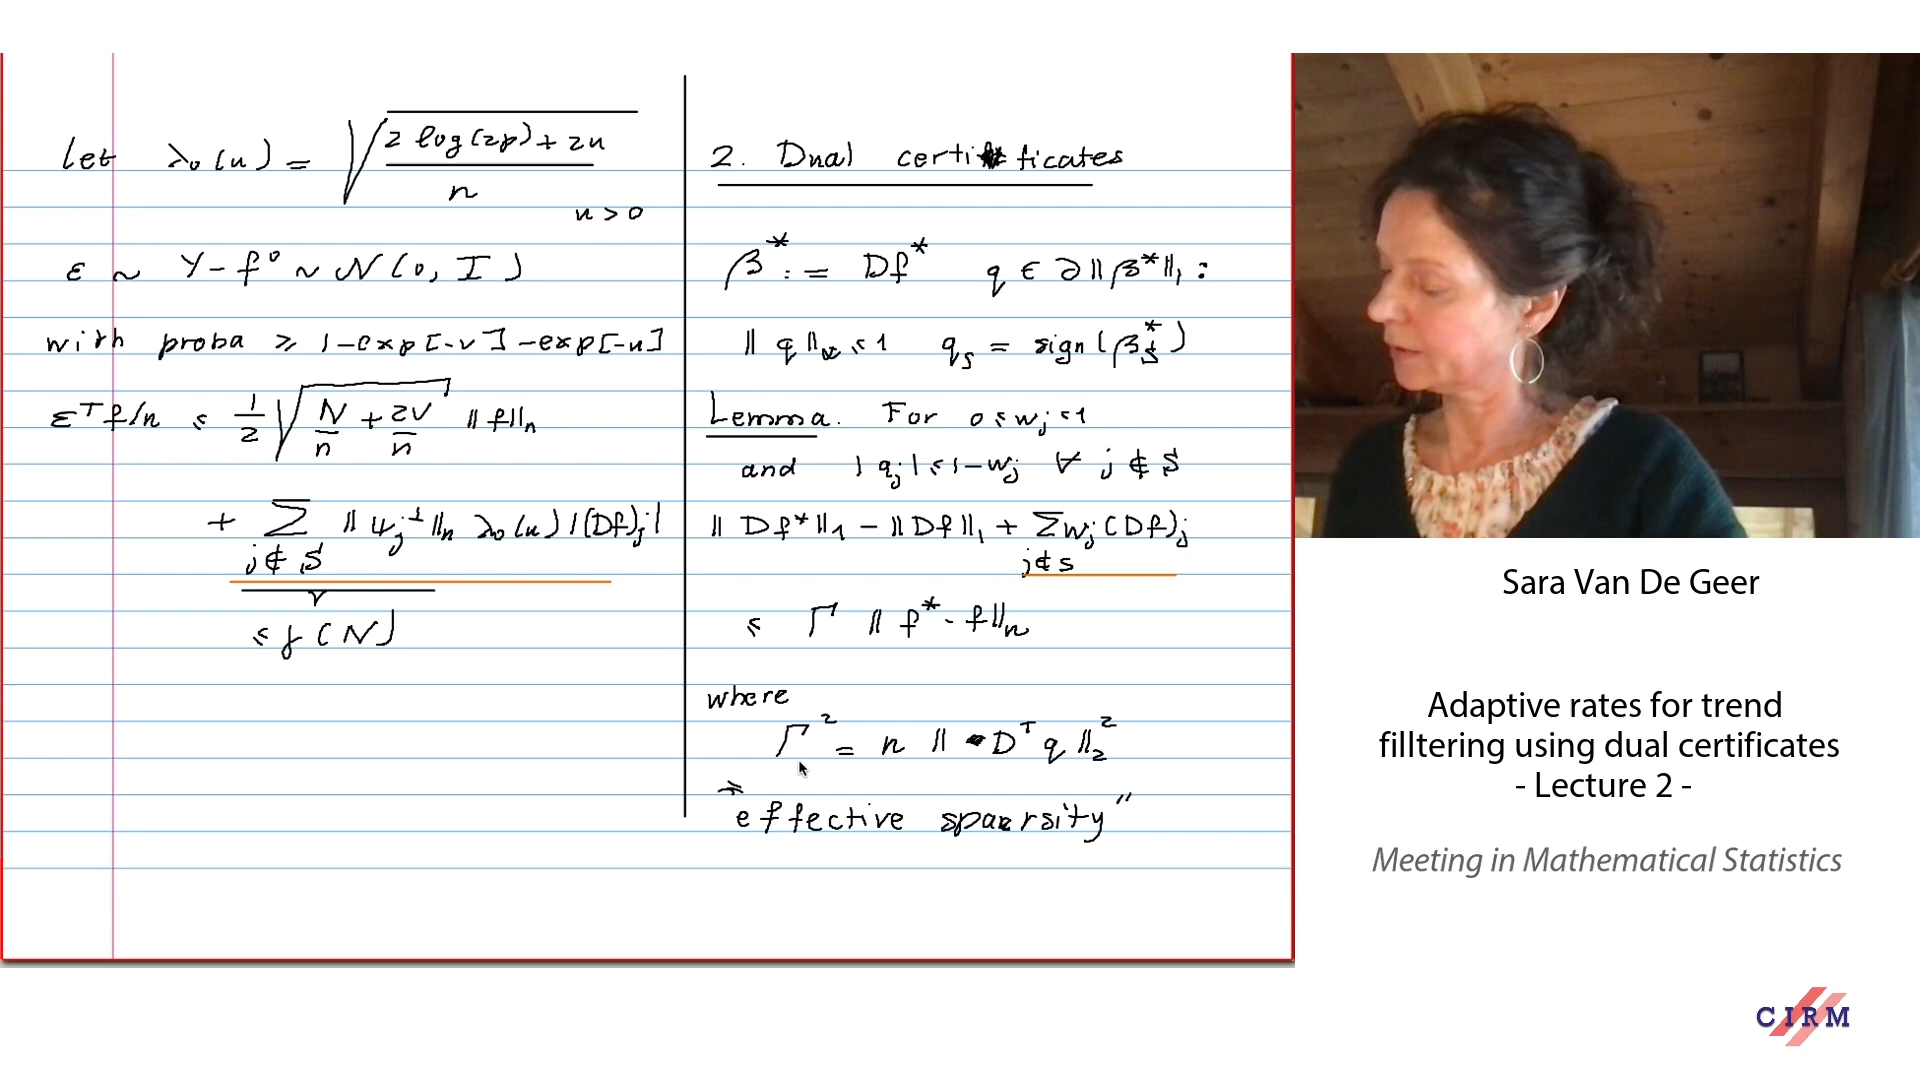 let λ₀(u) = √((2 log(2p) + 2u)/n)
u > 0
ε ~ Y - f⁰ ~ N(0, I)
with proba ≥ 1 - exp[-v] - exp[-u]
εᵀf/n ≤ 1/2 √(N/n + 2v/n) ‖f‖ₙ
+ Σ ‖ψⱼ^⊥‖ₙ λ₀(u) |(Df)ⱼ|
j∉S
≤ γ(N)
2. Dual certificates
β* := Df* q ∈ ∂‖β*‖₁ :
‖q‖∞ ≤ 1 q_S = sign(β*_S)
Lemma. For 0 ≤ wⱼ ≤ 1
and |qⱼ| ≤ 1 - wⱼ ∀ j ∉ S
‖Df*‖₁ - ‖Df‖₁ + Σ wⱼ(Df)ⱼ
j∉S
≤ Γ ‖f* - f‖ₙ
where
Γ² = n ‖Dᵀq‖₂²
"effective sparsity"
Sara Van De Geer
Adaptive rates for trend
filltering using dual certificates
- Lecture 2 -
Meeting in Mathematical Statistics
CIRM